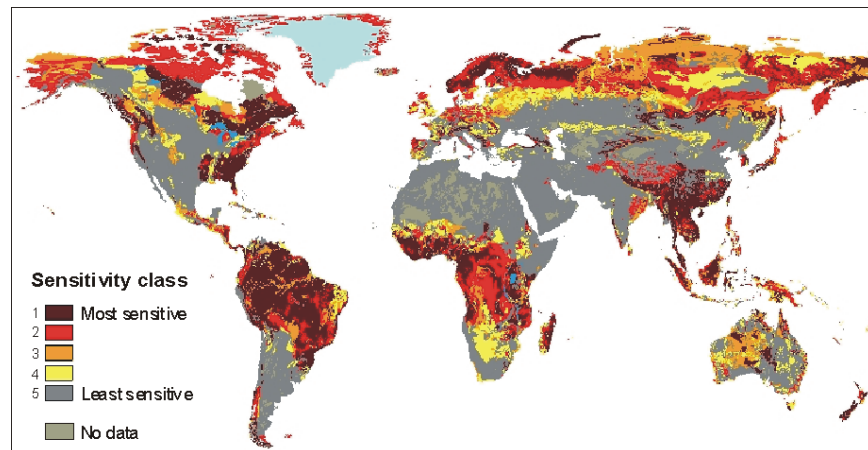 Sensitivity class
1 Most sensitive
2
3
4
5 Least sensitive
No data